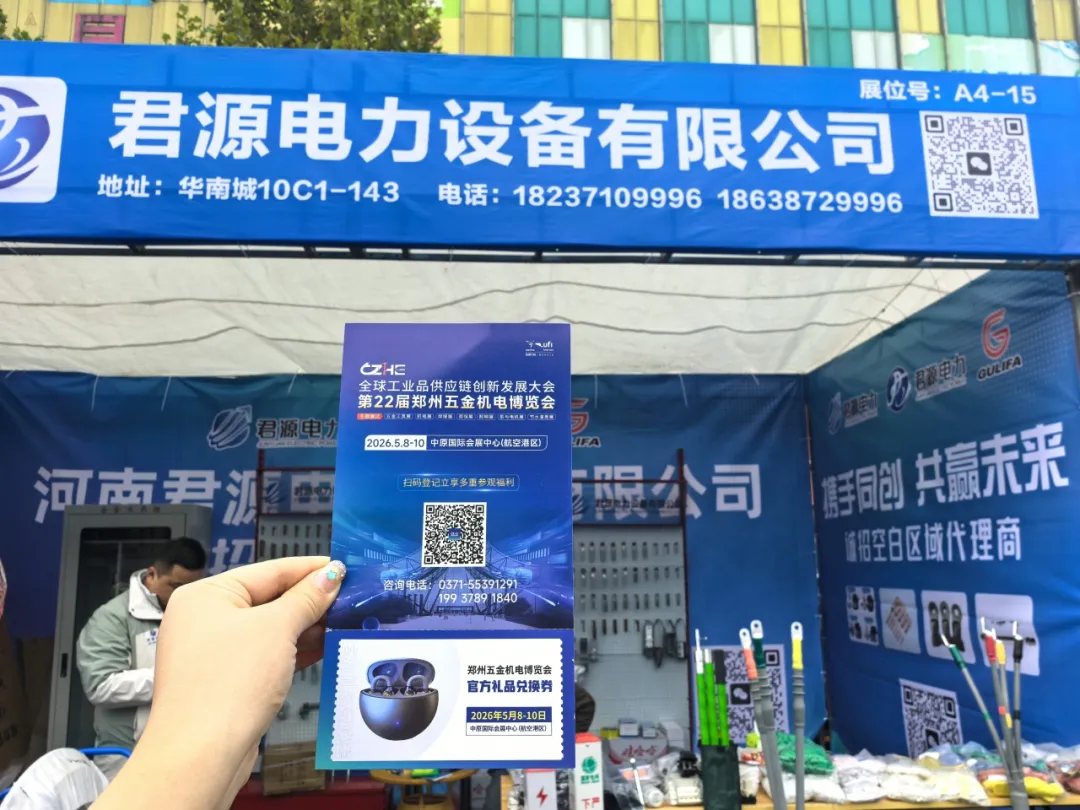 展位号：A4-15
君源电力设备有限公司
地址：华南城10C1-143 电话：18237109996 18638729996
ufi
CZHE
全球工业品供应链创新发展大会
第22届郑州五金机电博览会
2026.5.8-10 中原国际会展中心(航空港区)
扫码登记立享多重参观福利
咨询电话：0371-55391291
199 3789 1840
郑州五金机电博览会
官方礼品兑换券
2026年5月8-10日
中原国际会展中心(航空港区)
君源电力
河南君源
限公司
招
君源电力
GULIFA
携手同创 共赢未来
诚招空白区域代理商